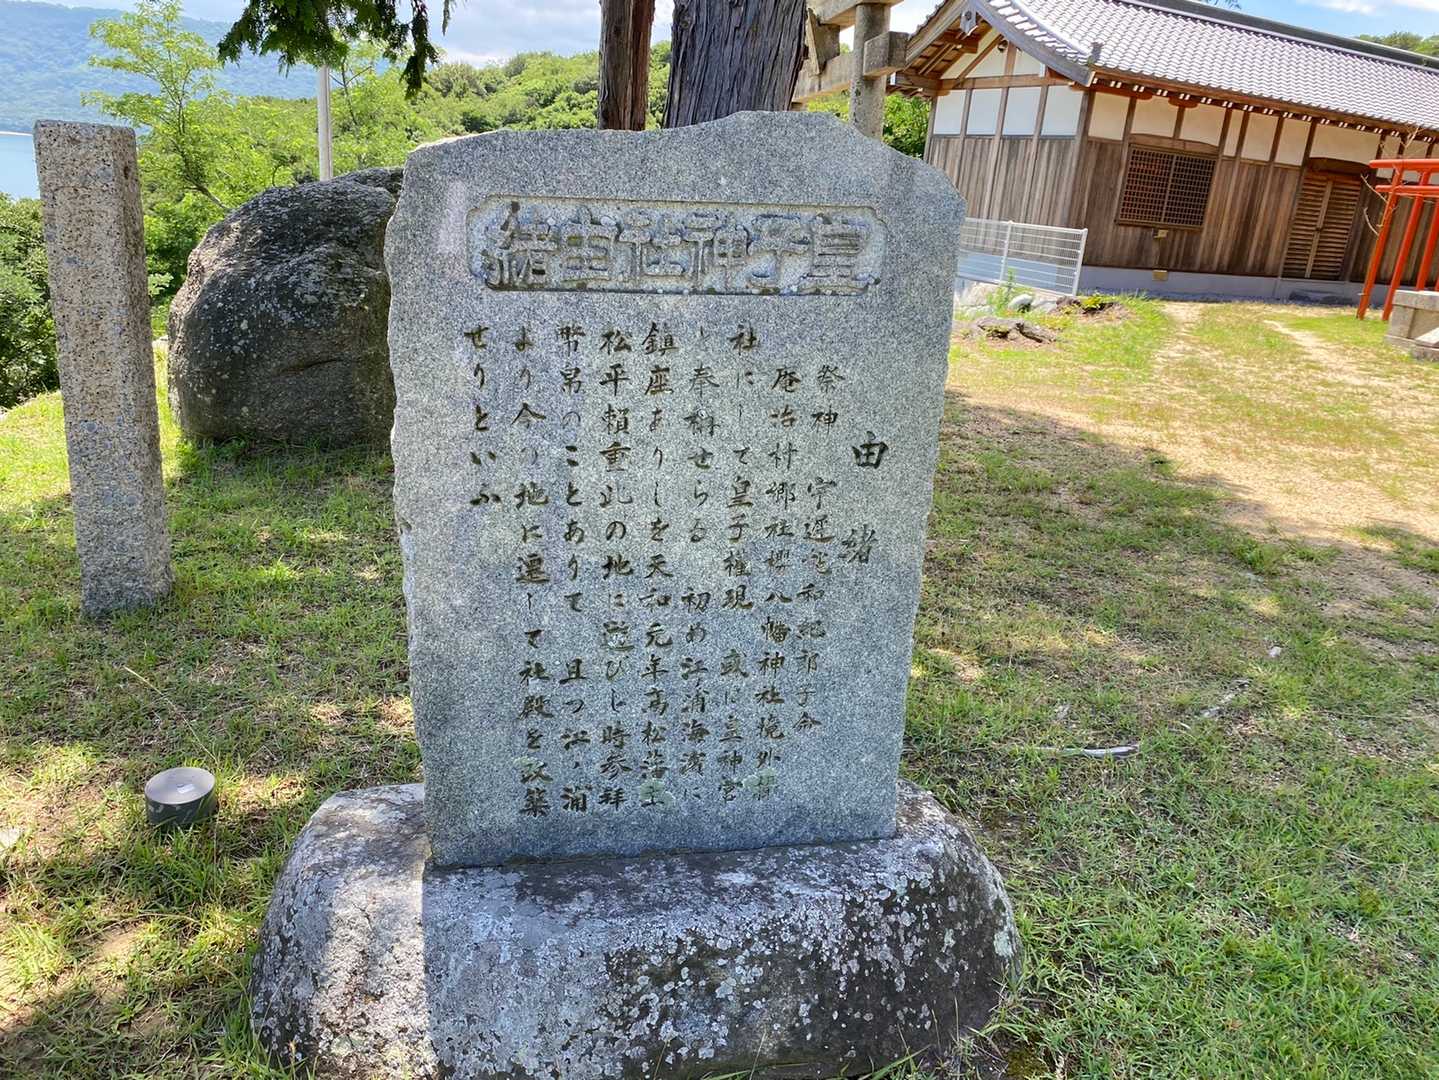 皇子神社由緒
由緒
祭神 宇遅能和紀郎子命
庵治村郷社櫻八幡神社境外
社にして皇子権現 或は王神宮
と奉稱せらる 初め江浦海濱に
鎮座ありしを天和元年高松藩主
松平賴重此の地に遊びし時参拝
幣帛のことありて 且つ江ノ浦
より今の地に遷して社殿を改築
せりといふ